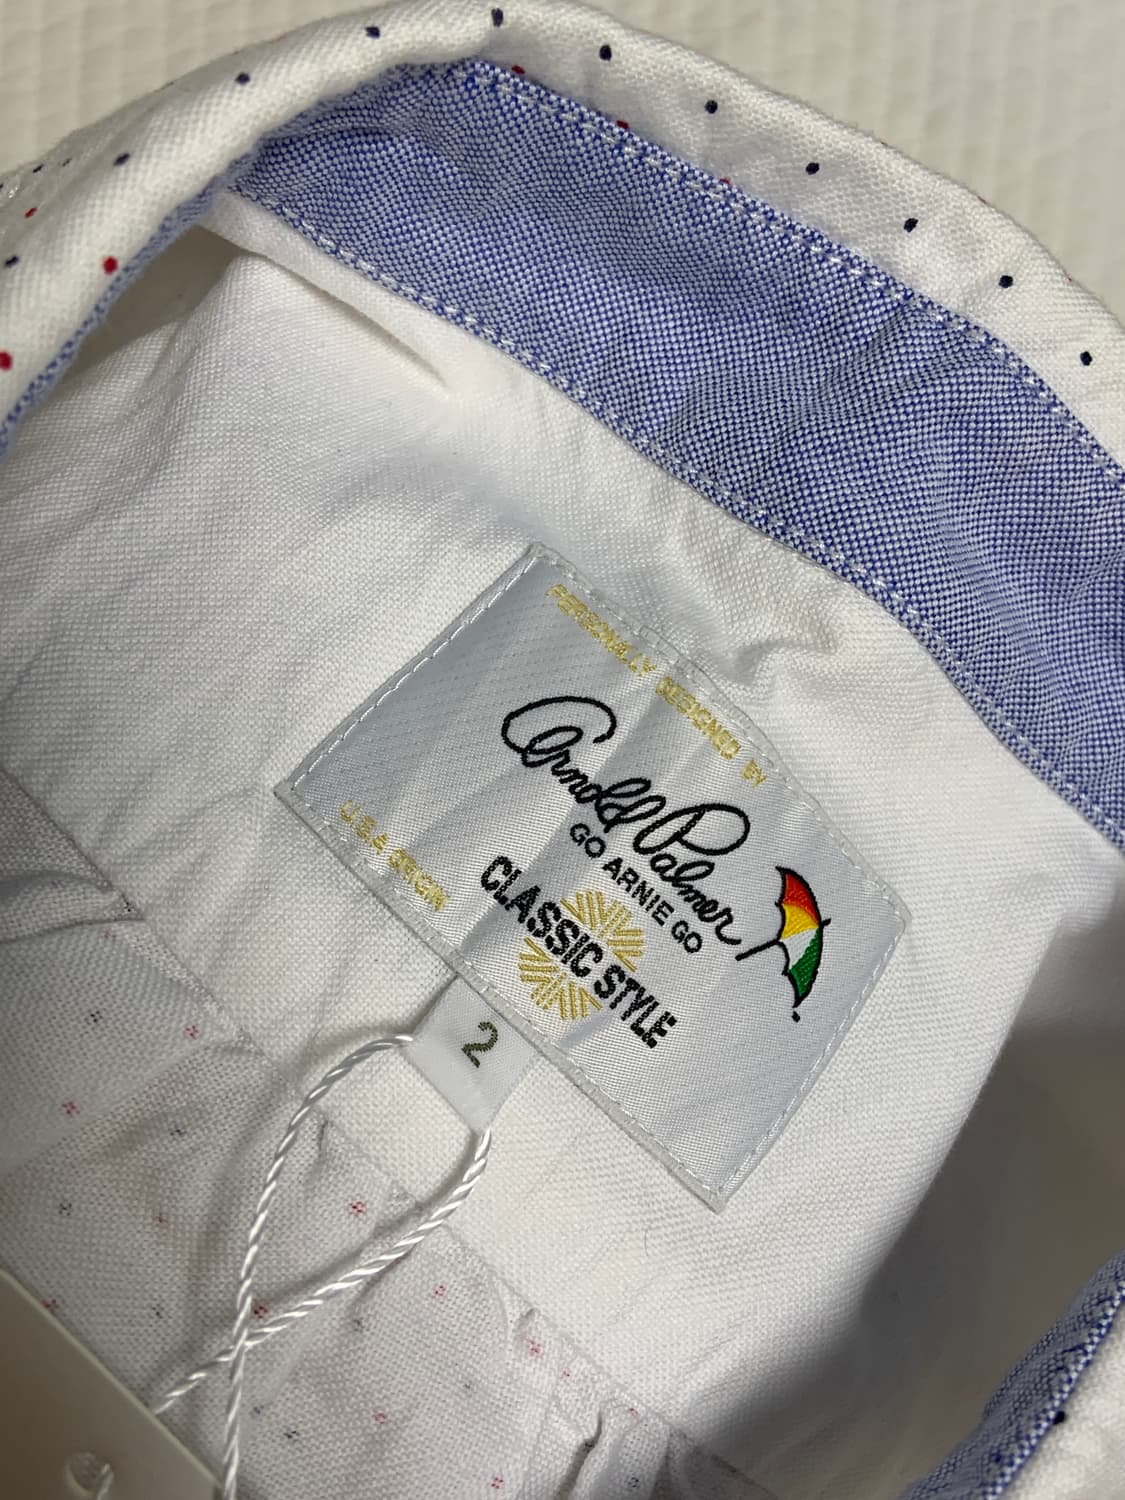 PERSONALLY DESIGNED BY
Arnold Palmer
GO ARNIE GO
CLASSIC STYLE
U.S.A ORIGIN
2